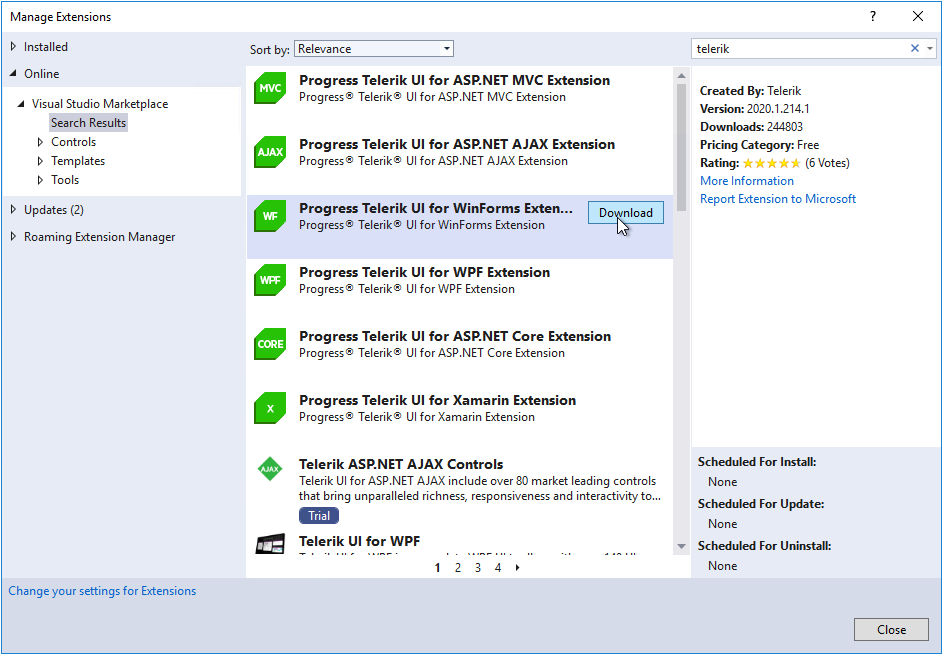 Manage Extensions
?
Installed
Online
Visual Studio Marketplace
Search Results
Controls
Templates
Tools
Updates (2)
Roaming Extension Manager
Sort by: Relevance
MVC
Progress Telerik UI for ASP.NET MVC Extension
Progress® Telerik® UI for ASP.NET MVC Extension
AJAX
Progress Telerik UI for ASP.NET AJAX Extension
Progress® Telerik® UI for ASP.NET AJAX Extension
WF
Progress Telerik UI for WinForms Exten...
Download
Progress® Telerik® UI for WinForms Extension
WPF
Progress Telerik UI for WPF Extension
Progress® Telerik® UI for WPF Extension
CORE
Progress Telerik UI for ASP.NET Core Extension
Progress® Telerik® UI for ASP.NET Core Extension
X
Progress Telerik UI for Xamarin Extension
Progress® Telerik® UI for Xamarin Extension
AJAX
Telerik ASP.NET AJAX Controls
Telerik UI for ASP.NET AJAX include over 80 market leading controls
that bring unparalleled richness, responsiveness and interactivity to...
Trial
Telerik UI for WPF
1 2 3 4
telerik
Created By: Telerik
Version: 2020.1.214.1
Downloads: 244803
Pricing Category: Free
Rating: (6 Votes)
More Information
Report Extension to Microsoft
Scheduled For Install:
None
Scheduled For Update:
None
Scheduled For Uninstall:
None
Change your settings for Extensions
Close